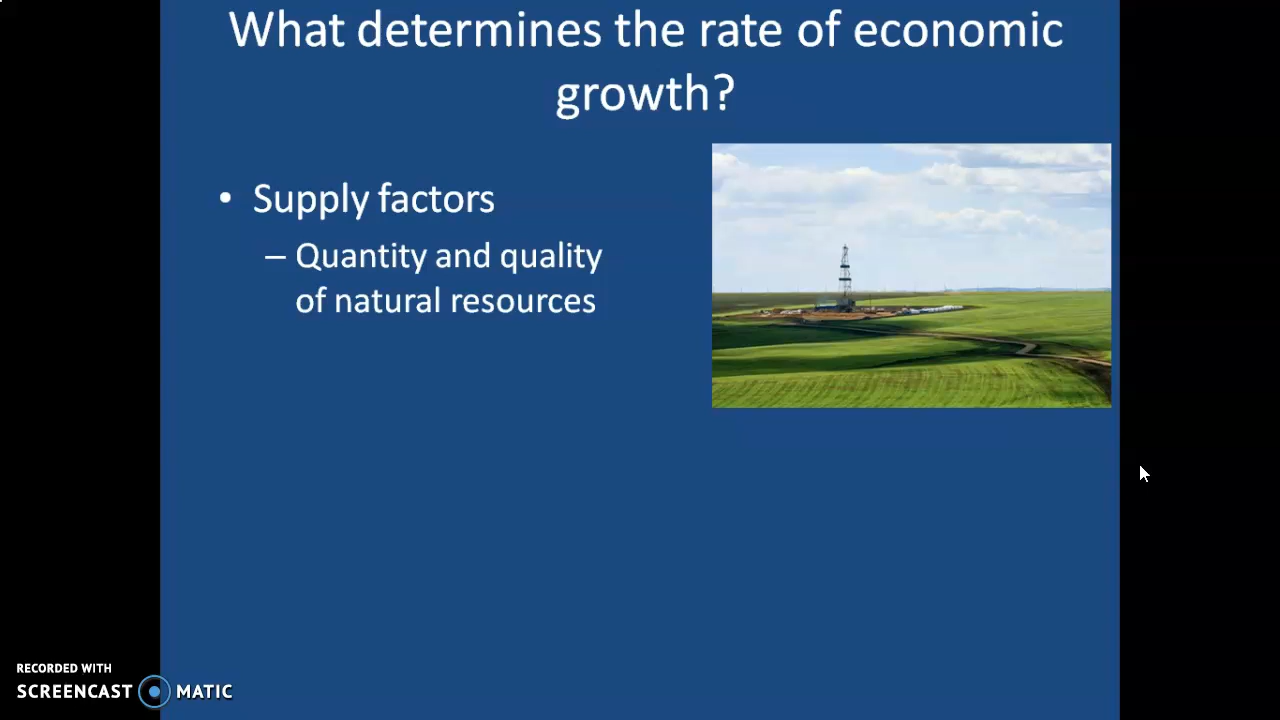 What determines the rate of economic
growth?
• Supply factors
– Quantity and quality
of natural resources
RECORDED WITH
SCREENCAST MATIC